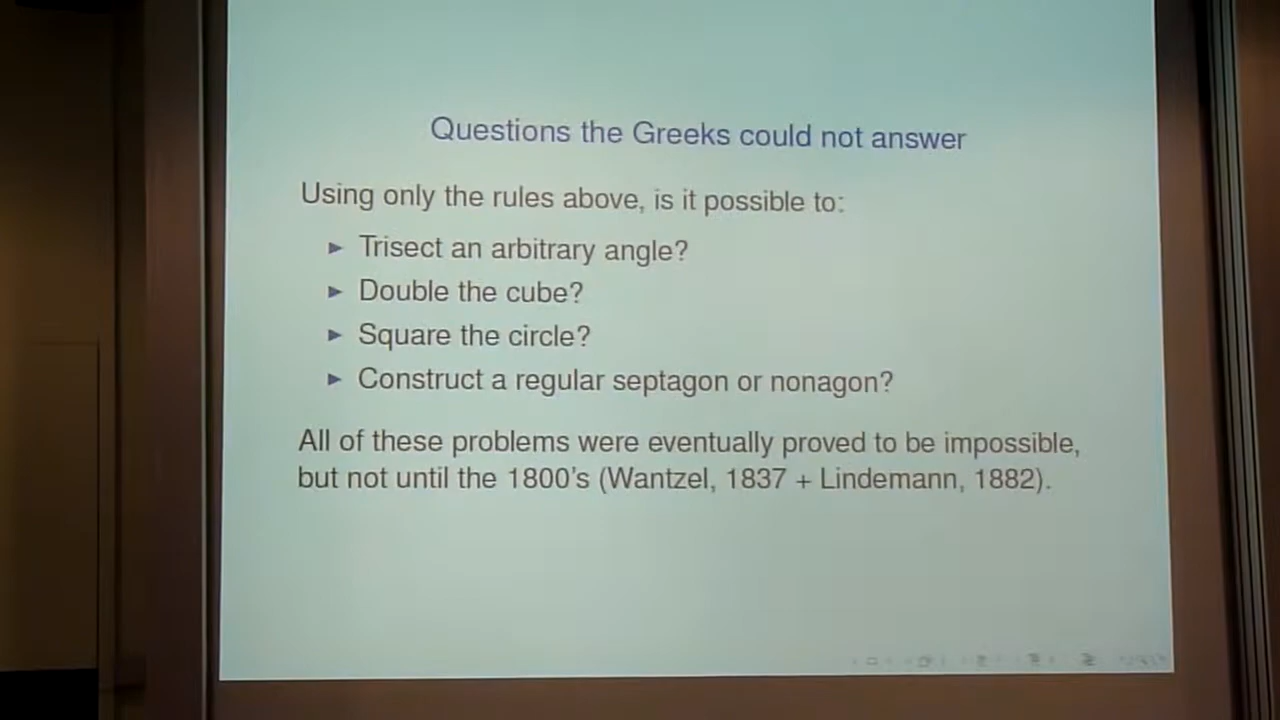 Questions the Greeks could not answer
Using only the rules above, is it possible to:
► Trisect an arbitrary angle?
► Double the cube?
► Square the circle?
► Construct a regular septagon or nonagon?
All of these problems were eventually proved to be impossible,
but not until the 1800's (Wantzel, 1837 + Lindemann, 1882).